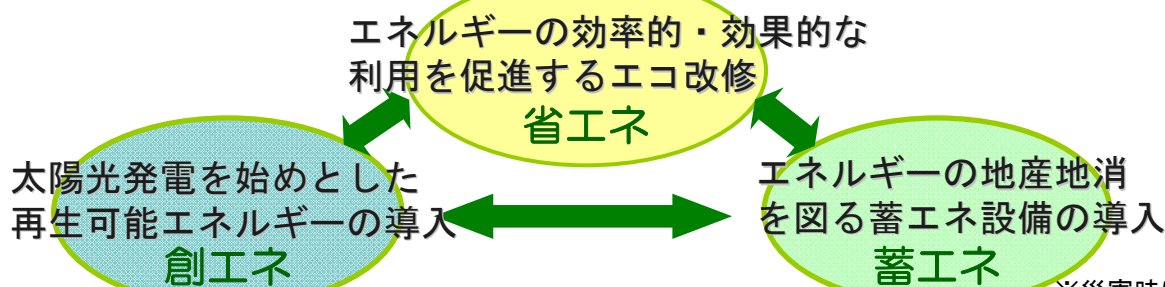 エネルギーの効率的・効果的な
利用を促進するエコ改修
省エネ
太陽光発電を始めとした
再生可能エネルギーの導入
創エネ
エネルギーの地産地消
を図る蓄エネ設備の導入
蓄エネ